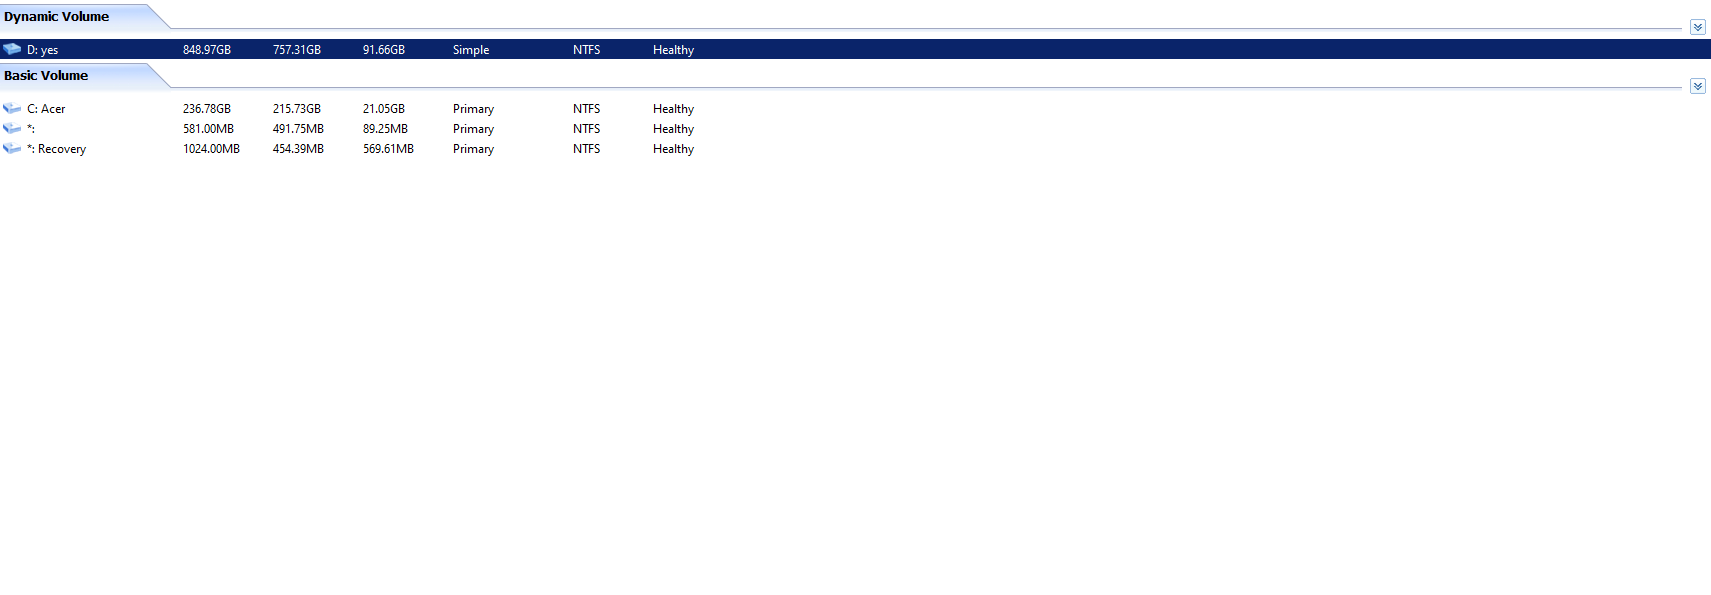 Dynamic Volume
D: yes 848.97GB 757.31GB 91.66GB Simple NTFS Healthy
Basic Volume
C: Acer 236.78GB 215.73GB 21.05GB Primary NTFS Healthy
*: 581.00MB 491.75MB 89.25MB Primary NTFS Healthy
*: Recovery 1024.00MB 454.39MB 569.61MB Primary NTFS Healthy